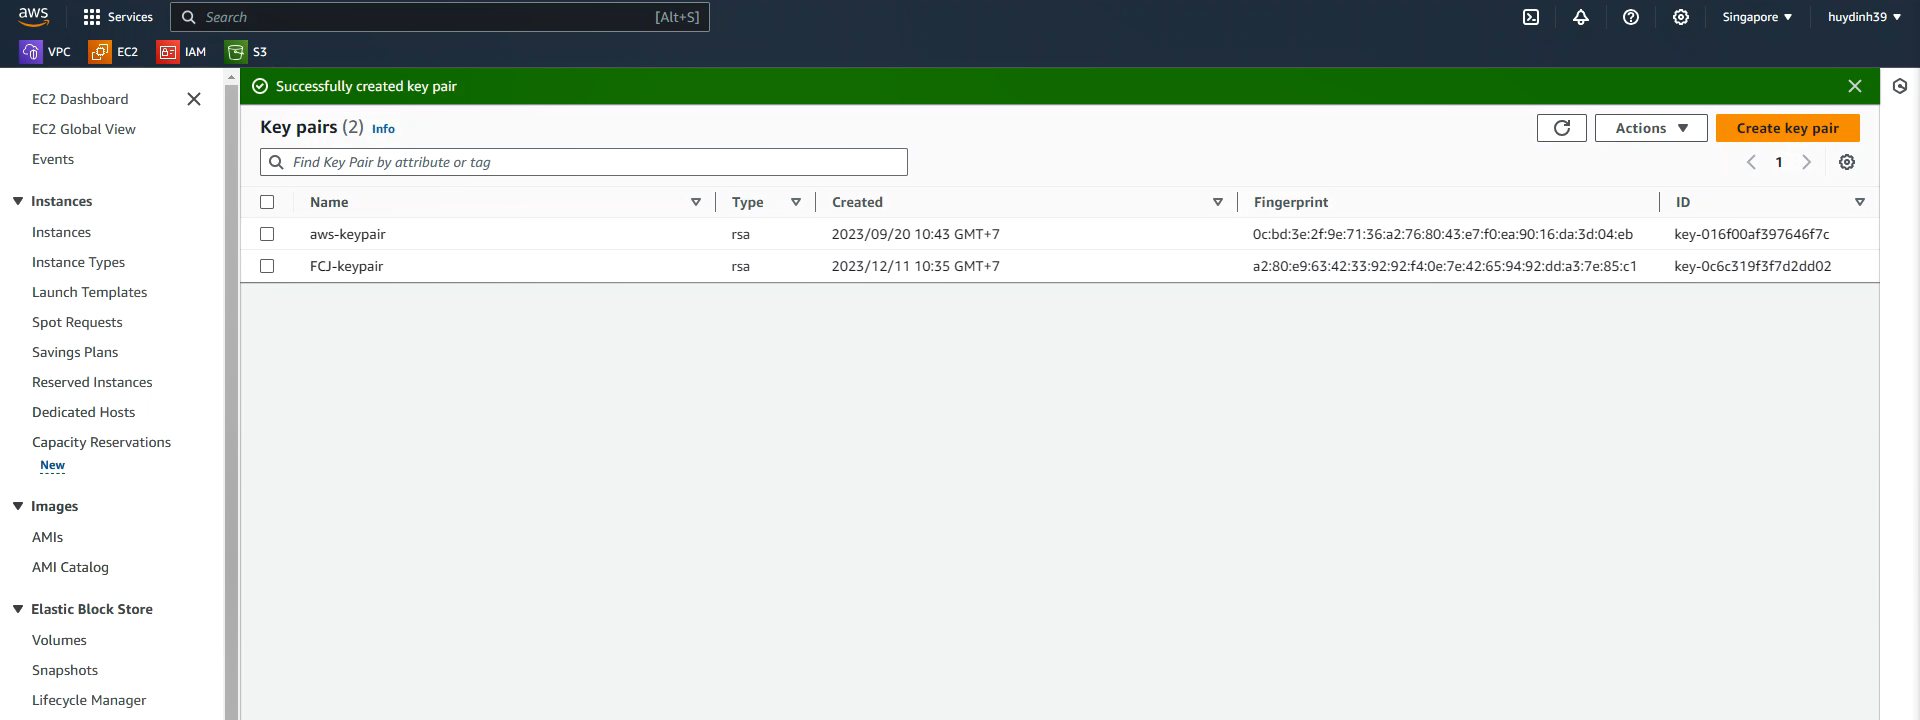 aws
Services
Search
[Alt+S]
Singapore
huydinh39
VPC
EC2
IAM
S3
EC2 Dashboard
EC2 Global View
Events
Instances
Instances
Instance Types
Launch Templates
Spot Requests
Savings Plans
Reserved Instances
Dedicated Hosts
Capacity Reservations
New
Images
AMIs
AMI Catalog
Elastic Block Store
Volumes
Snapshots
Lifecycle Manager
Successfully created key pair
Key pairs (2) Info
Actions
Create key pair
Find Key Pair by attribute or tag
1
Name Type Created Fingerprint ID
aws-keypair rsa 2023/09/20 10:43 GMT+7 0c:bd:3e:2f:9e:71:36:a2:76:80:43:e7:f0:ea:90:16:da:3d:04:eb key-016f00af397646f7c
FCJ-keypair rsa 2023/12/11 10:35 GMT+7 a2:80:e9:63:42:33:92:92:f4:0e:7e:42:65:94:92:dd:a3:7e:85:c1 key-0c6c319f3f7d2dd02